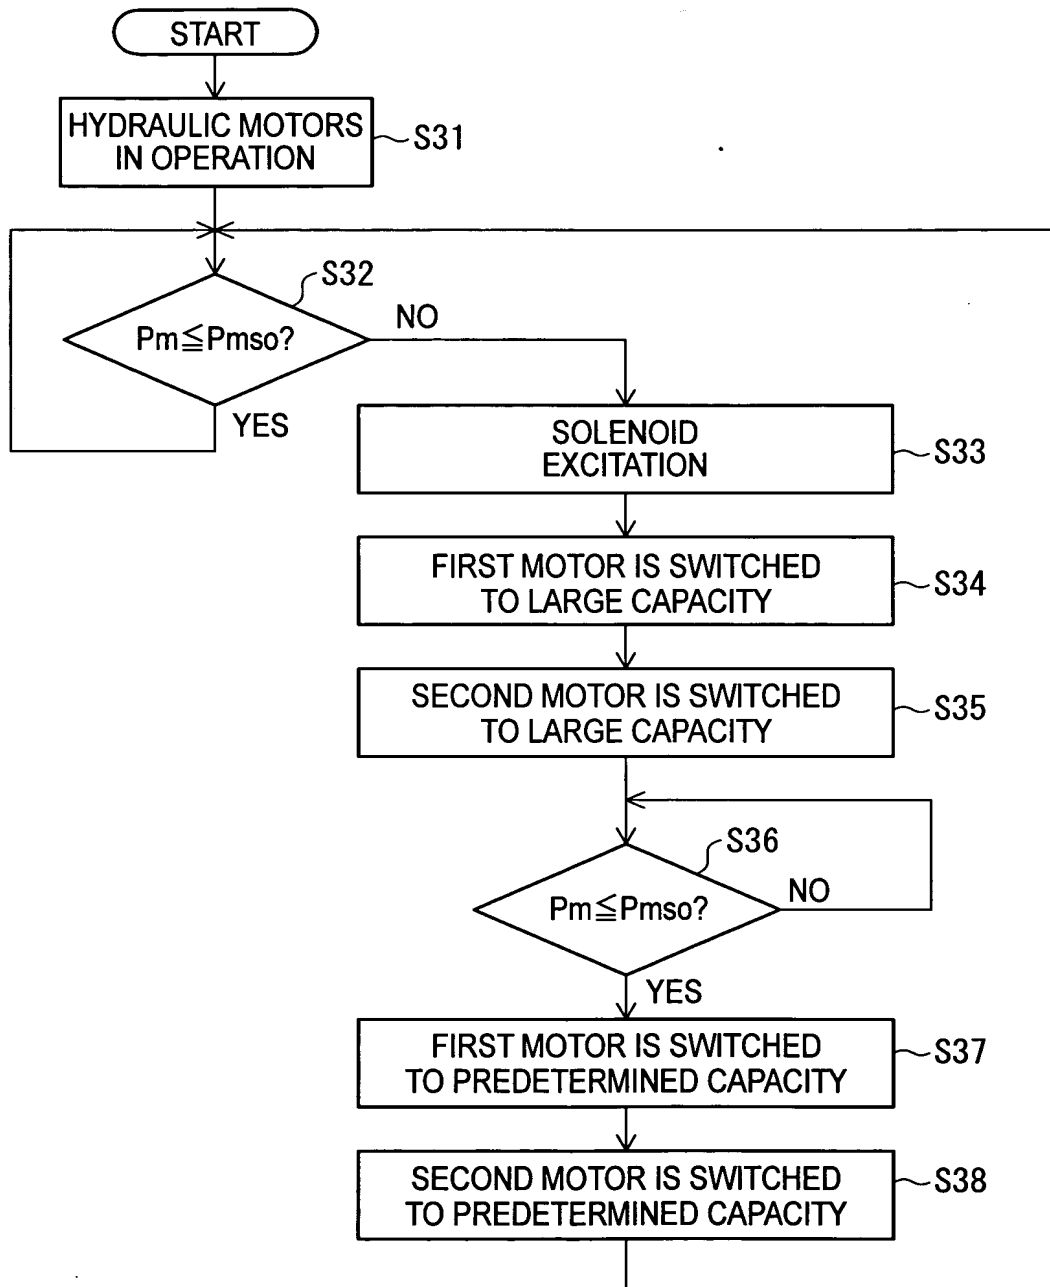 START
HYDRAULIC MOTORS
IN OPERATION
S31
S32
Pm≦Pmso?
NO
YES
SOLENOID
EXCITATION
S33
FIRST MOTOR IS SWITCHED
TO LARGE CAPACITY
S34
SECOND MOTOR IS SWITCHED
TO LARGE CAPACITY
S35
S36
Pm≦Pmso?
NO
YES
FIRST MOTOR IS SWITCHED
TO PREDETERMINED CAPACITY
S37
SECOND MOTOR IS SWITCHED
TO PREDETERMINED CAPACITY
S38